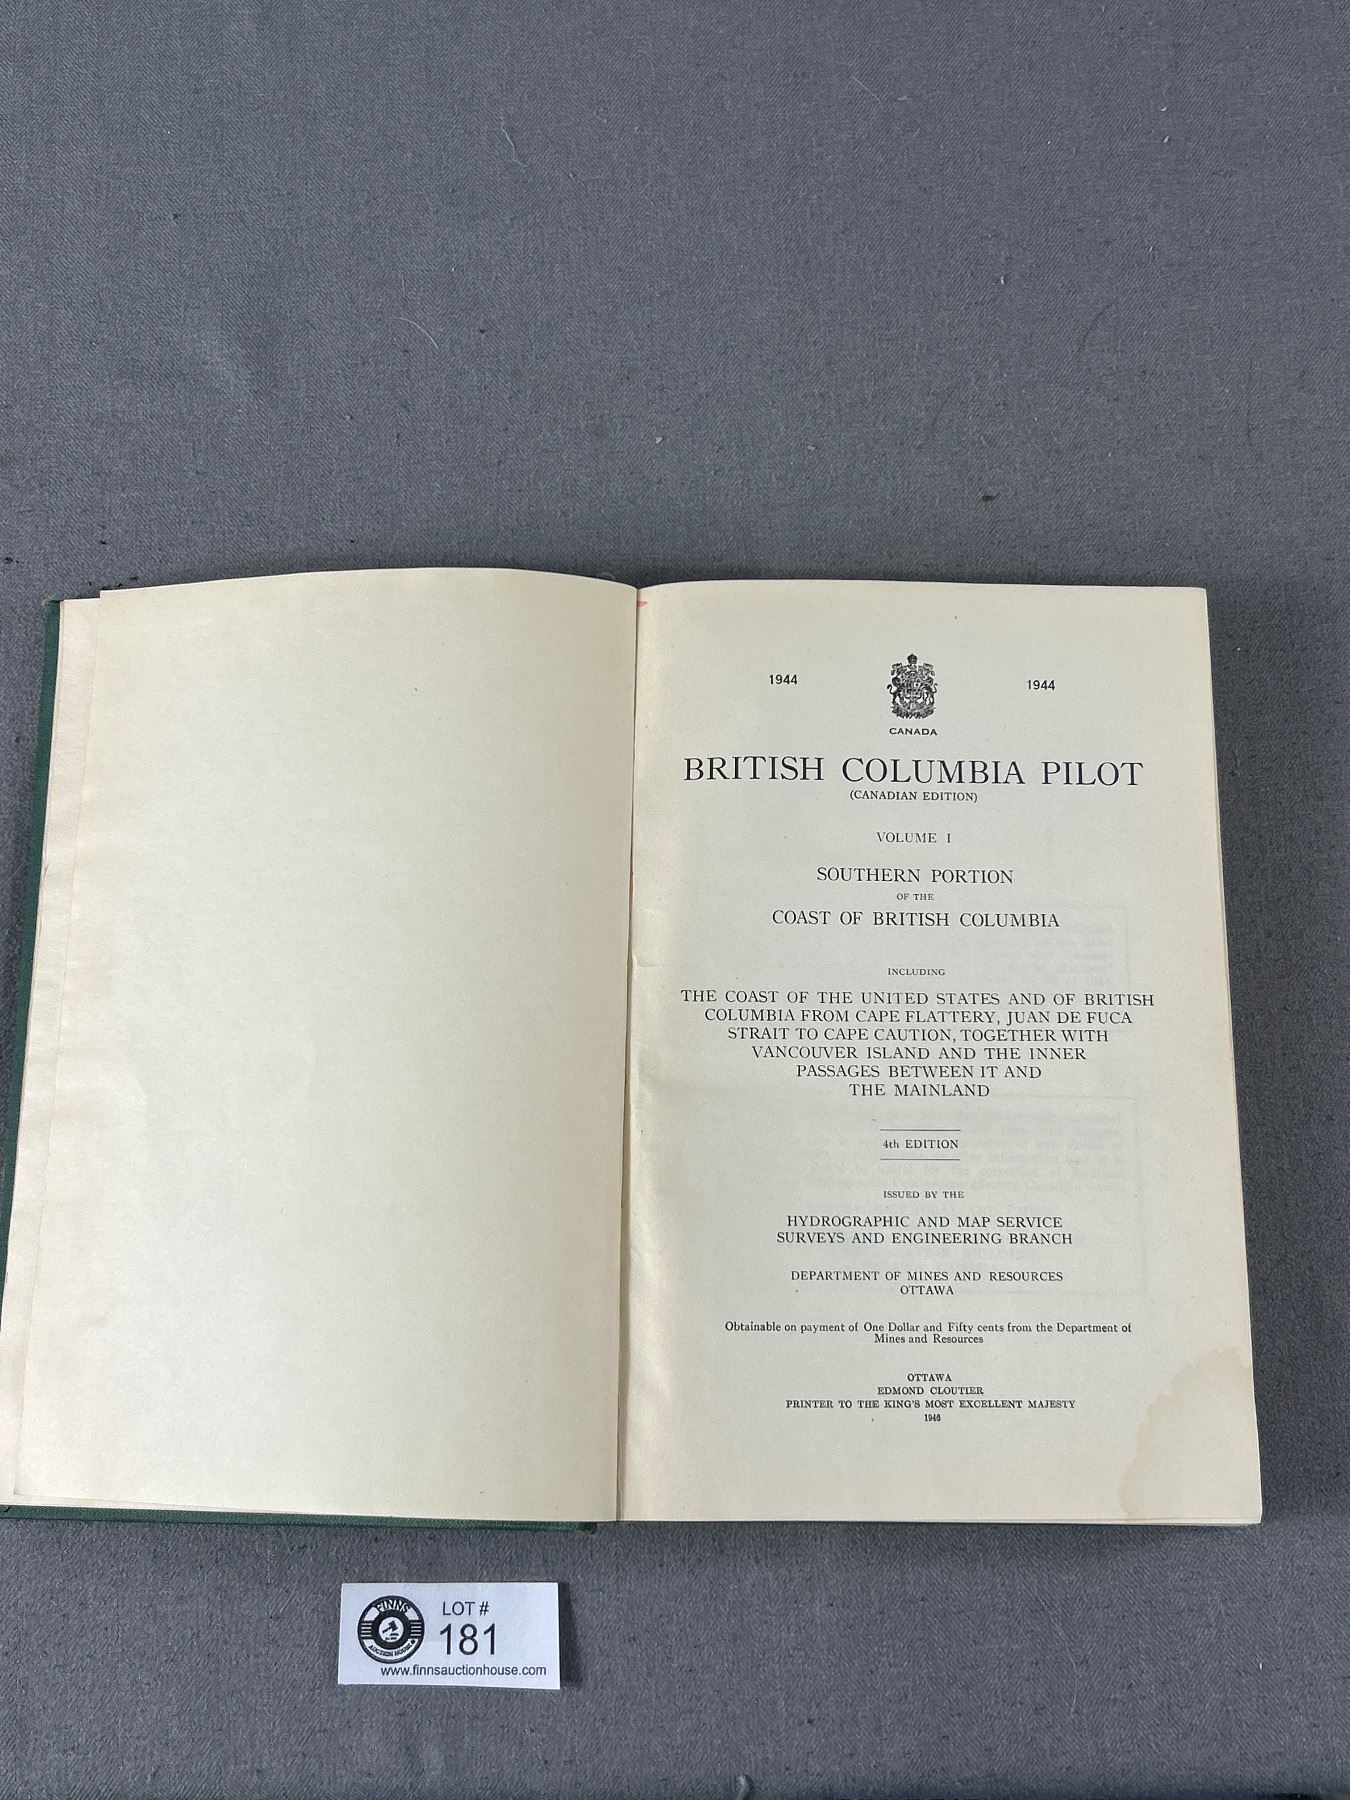 1944
1944
CANADA
BRITISH COLUMBIA PILOT
(CANADIAN EDITION)
VOLUME I
SOUTHERN PORTION
OF THE
COAST OF BRITISH COLUMBIA
INCLUDING
THE COAST OF THE UNITED STATES AND OF BRITISH
COLUMBIA FROM CAPE FLATTERY, JUAN DE FUCA
STRAIT TO CAPE CAUTION, TOGETHER WITH
VANCOUVER ISLAND AND THE INNER
PASSAGES BETWEEN IT AND
THE MAINLAND
4th EDITION
ISSUED BY THE
HYDROGRAPHIC AND MAP SERVICE
SURVEYS AND ENGINEERING BRANCH
DEPARTMENT OF MINES AND RESOURCES
OTTAWA
Obtainable on payment of One Dollar and Fifty cents from the Department of
Mines and Resources
OTTAWA
EDMOND CLOUTIER
PRINTER TO THE KING'S MOST EXCELLENT MAJESTY
1946
FINNS
AUCTION HOUSE
LOT #
181
www.finnsauctionhouse.com